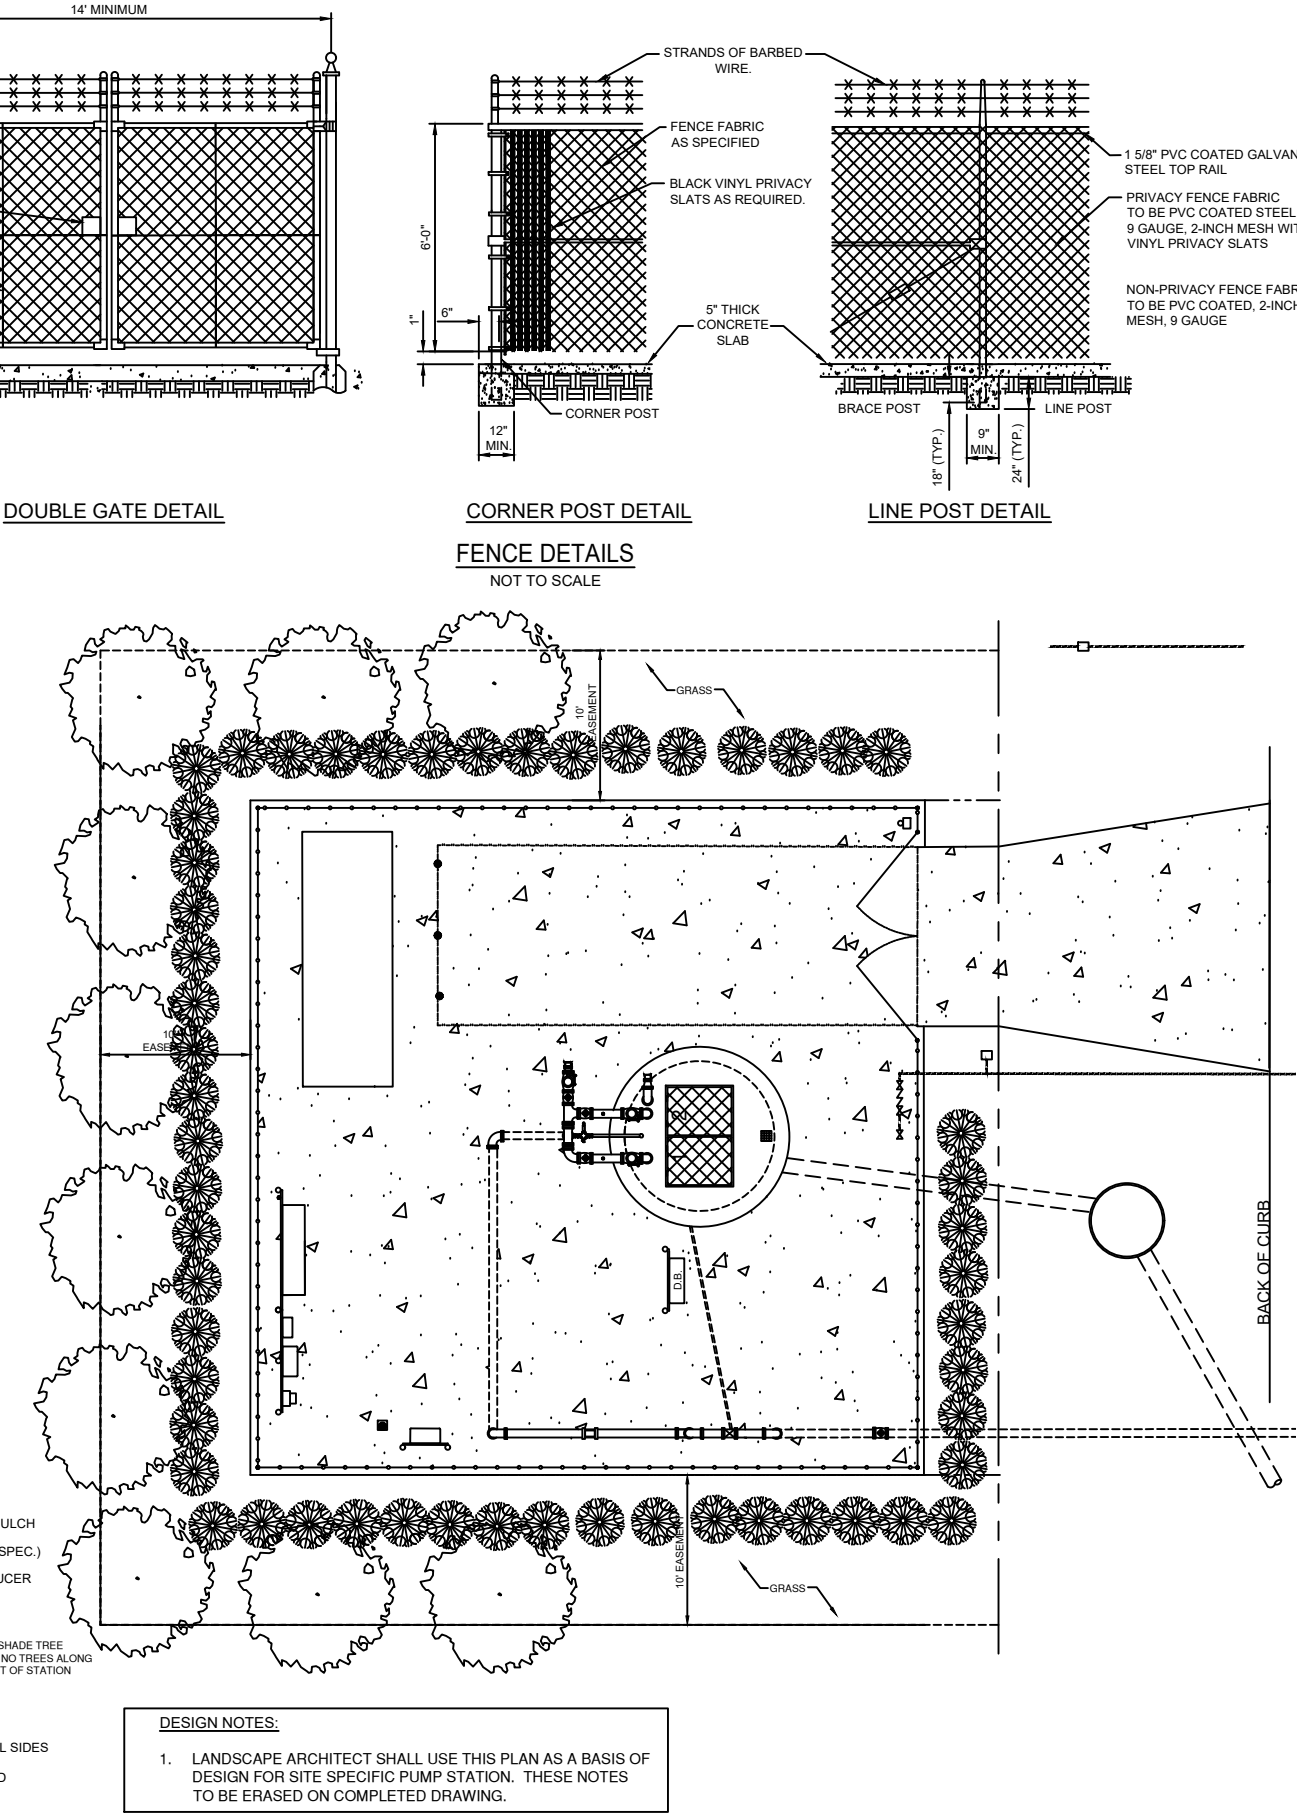 14' MINIMUM
STRANDS OF BARBED
WIRE.
FENCE FABRIC
AS SPECIFIED
BLACK VINYL PRIVACY
SLATS AS REQUIRED.
1 5/8" PVC COATED GALVAN
STEEL TOP RAIL
PRIVACY FENCE FABRIC
TO BE PVC COATED STEEL
9 GAUGE, 2-INCH MESH WIT
VINYL PRIVACY SLATS
NON-PRIVACY FENCE FABR
TO BE PVC COATED, 2-INCH
MESH, 9 GAUGE
6'-0"
1"
6"
5" THICK
CONCRETE
SLAB
CORNER POST
12"
MIN.
BRACE POST
LINE POST
18" (TYP.)
9"
MIN.
24" (TYP.)
DOUBLE GATE DETAIL
CORNER POST DETAIL
LINE POST DETAIL
FENCE DETAILS
NOT TO SCALE
10'
EASEMENT
GRASS
10'
EASEMENT
2
1
D.B.
BACK OF CURB
10' EASEMENT
GRASS
ULCH
SPEC.)
UCER
SHADE TREE
NO TREES ALONG
T OF STATION
L SIDES
D
DESIGN NOTES:
1. LANDSCAPE ARCHITECT SHALL USE THIS PLAN AS A BASIS OF
DESIGN FOR SITE SPECIFIC PUMP STATION. THESE NOTES
TO BE ERASED ON COMPLETED DRAWING.